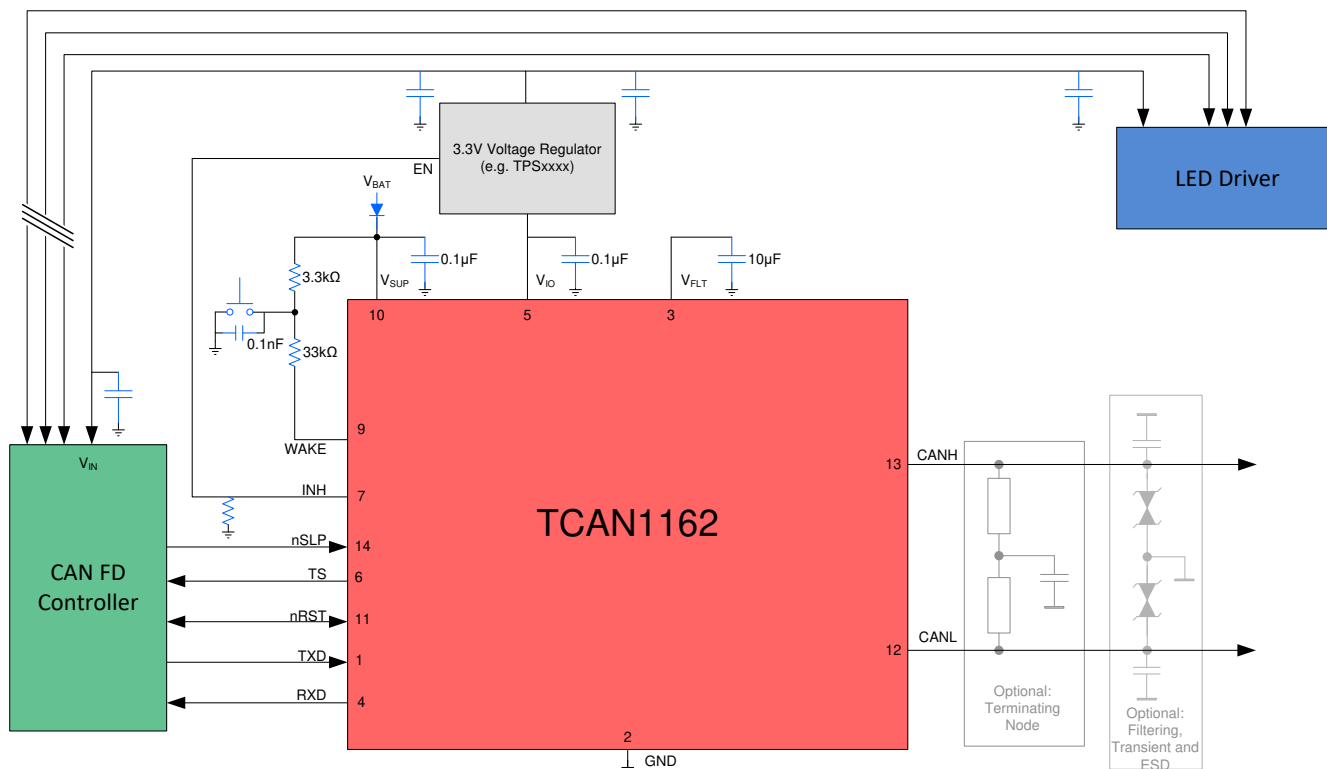 3.3V Voltage Regulator
(e.g. TPSxxxx)
EN
LED Driver
VBAT
3.3kΩ
VSUP
0.1µF
VIO
0.1µF
VFLT
10µF
10
5
3
0.1nF
33kΩ
WAKE
9
VIN
INH
7
CANH
13
nSLP
14
TS
6
nRST
11
TXD
1
RXD
4
CAN FD
Controller
TCAN1162
CANL
12
2
GND
Optional:
Terminating
Node
Optional:
Filtering,
Transient and
ESD